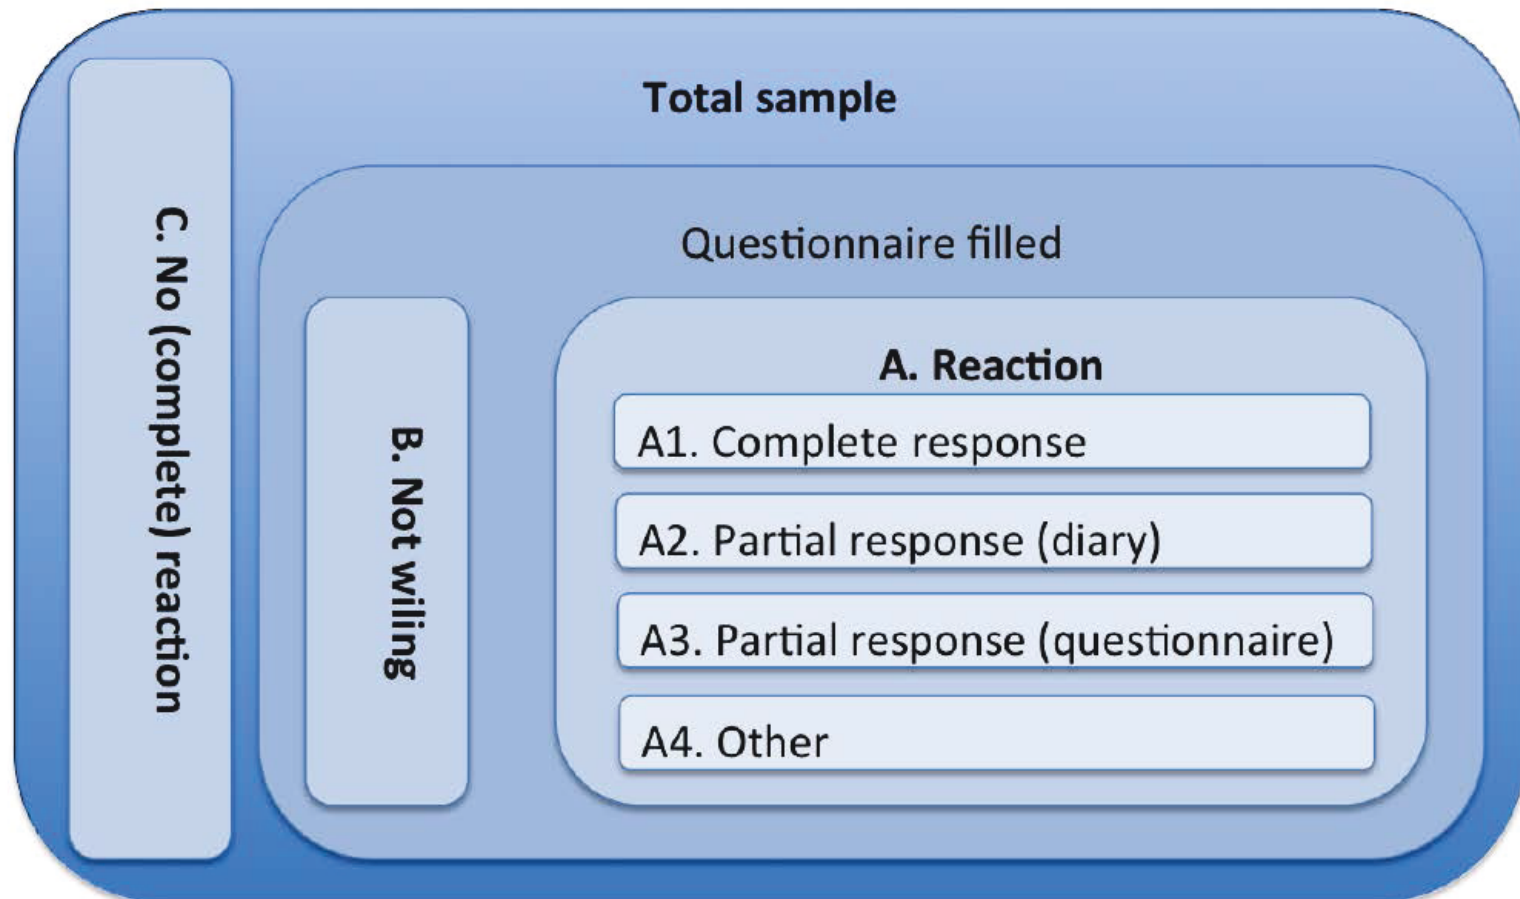 Total sample
C. No (complete) reaction
Questionnaire filled
B. Not wiling
A. Reaction
A1. Complete response
A2. Partial response (diary)
A3. Partial response (questionnaire)
A4. Other